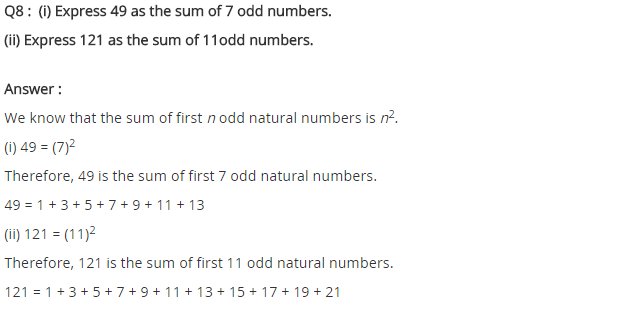 Q8 : (i) Express 49 as the sum of 7 odd numbers.
(ii) Express 121 as the sum of 11odd numbers.
Answer :
We know that the sum of first n odd natural numbers is n².
(i) 49 = (7)²
Therefore, 49 is the sum of first 7 odd natural numbers.
49 = 1 + 3 + 5 + 7 + 9 + 11 + 13
(ii) 121 = (11)²
Therefore, 121 is the sum of first 11 odd natural numbers.
121 = 1 + 3 + 5 + 7 + 9 + 11 + 13 + 15 + 17 + 19 + 21